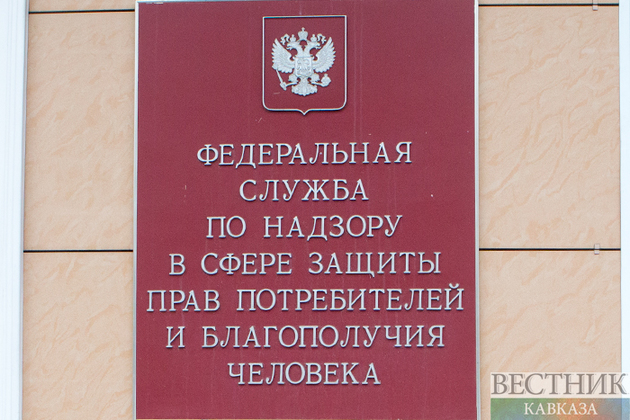 ФЕДЕРАЛЬНАЯ
СЛУЖБА
ПО НАДЗОРУ
В СФЕРЕ ЗАЩИТЫ
ПРАВ ПОТРЕБИТЕЛЕЙ
И БЛАГОПОЛУЧИЯ
ЧЕЛОВЕКА
ВЕСТНИК
КАВКАЗА